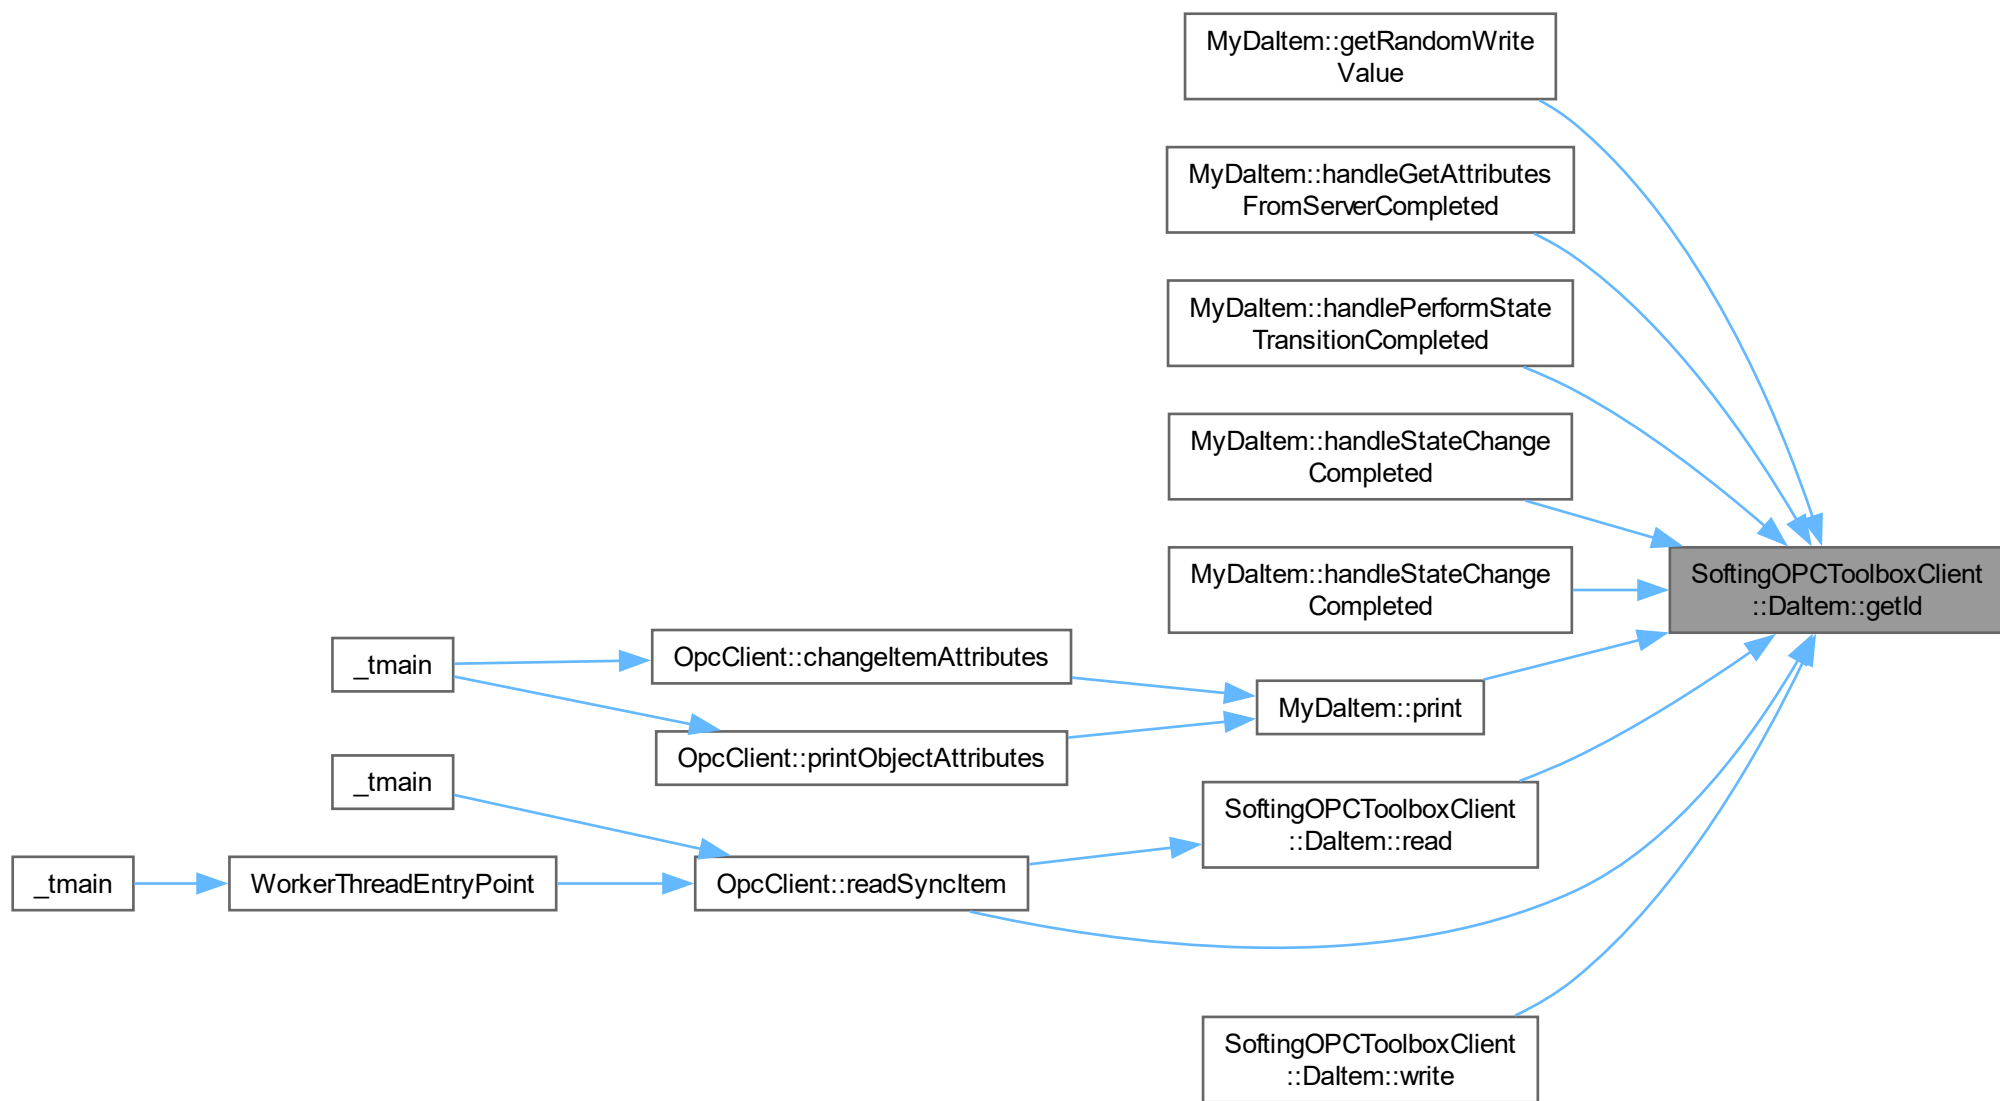 MyDaItem::getRandomWrite
Value
MyDaItem::handleGetAttributes
FromServerCompleted
MyDaItem::handlePerformState
TransitionCompleted
MyDaItem::handleStateChange
Completed
MyDaItem::handleStateChange
Completed
SoftingOPCToolboxClient
::DaItem::getId
_tmain
OpcClient::changeItemAttributes
MyDaItem::print
OpcClient::printObjectAttributes
_tmain
SoftingOPCToolboxClient
::DaItem::read
_tmain
WorkerThreadEntryPoint
OpcClient::readSyncItem
SoftingOPCToolboxClient
::DaItem::write